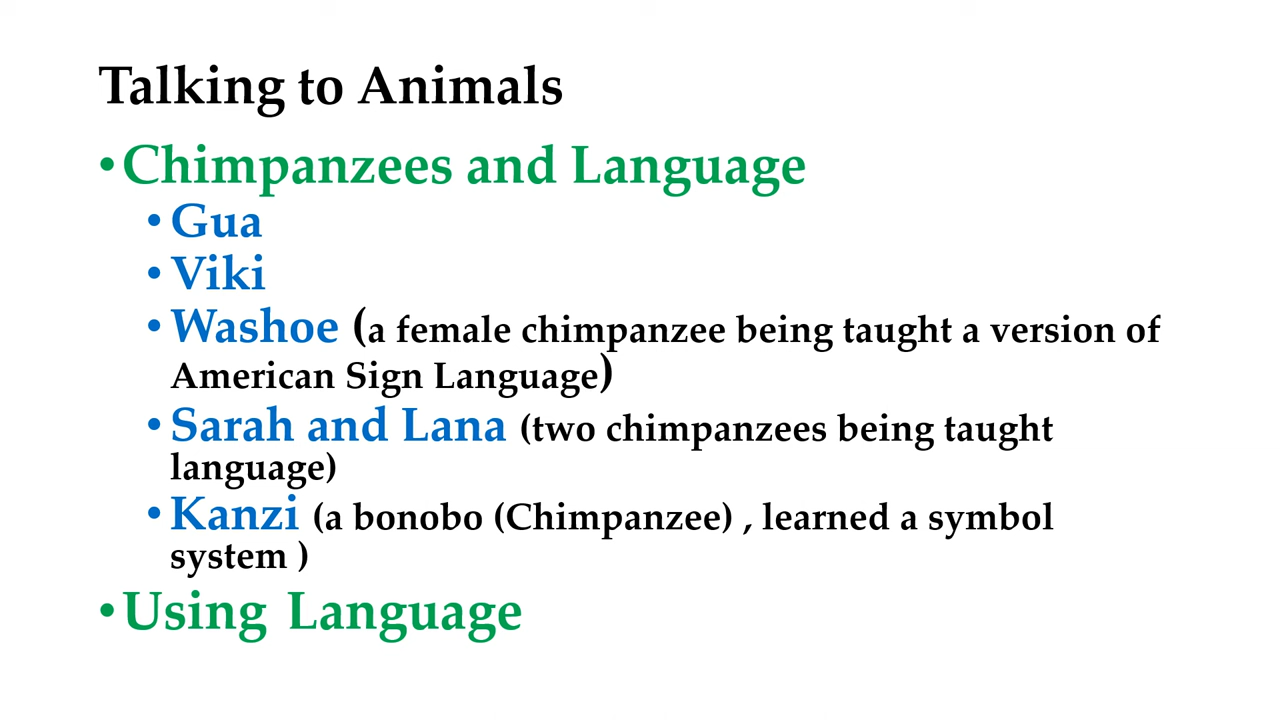 Talking to Animals
•Chimpanzees and Language
•Gua
•Viki
•Washoe (a female chimpanzee being taught a version of
American Sign Language)
•Sarah and Lana (two chimpanzees being taught
language)
•Kanzi (a bonobo (Chimpanzee) , learned a symbol
system )
•Using Language